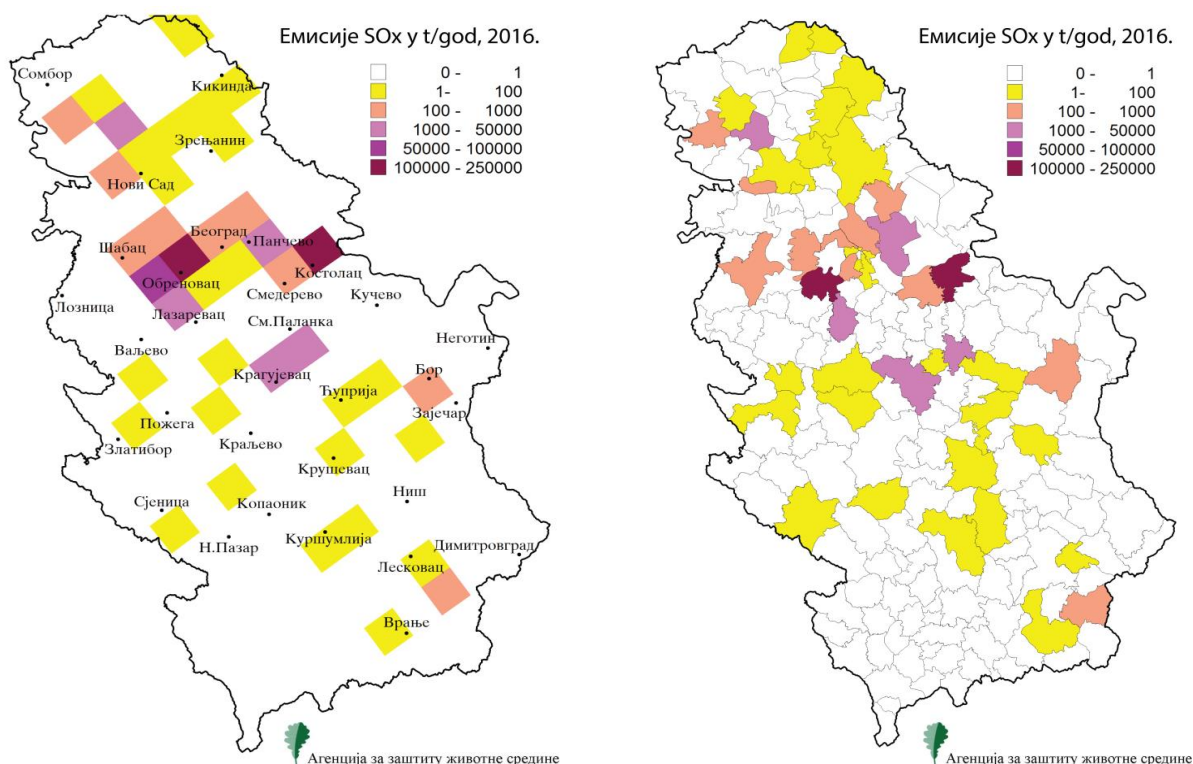 Емисије SOx у t/год, 2016.
0 - 1
1- 100
100 - 1000
1000 - 50000
50000 - 100000
100000 - 250000
Сомбор
Кикинда
Зрењанин
Нови Сад
Београд
Панчево
Шабац
Обреновац
Костолац
Смедерево
Лозница
Лазаревац
Кучево
См.Паланка
Ваљево
Неготин
Крагујевац
Бор
Ћуприја
Зајечар
Пожега
Златибор
Краљево
Крушевац
Сјеница
Копаоник
Ниш
Н.Пазар
Куршумлија
Димитровград
Лесковац
Врање
Агенција за заштиту животне средине
Емисије SOx у t/год, 2016.
0- 1
1- 100
100 - 1000
1000 - 50000
50000 - 100000
100000 - 250000
Агенција за заштиту животне средине